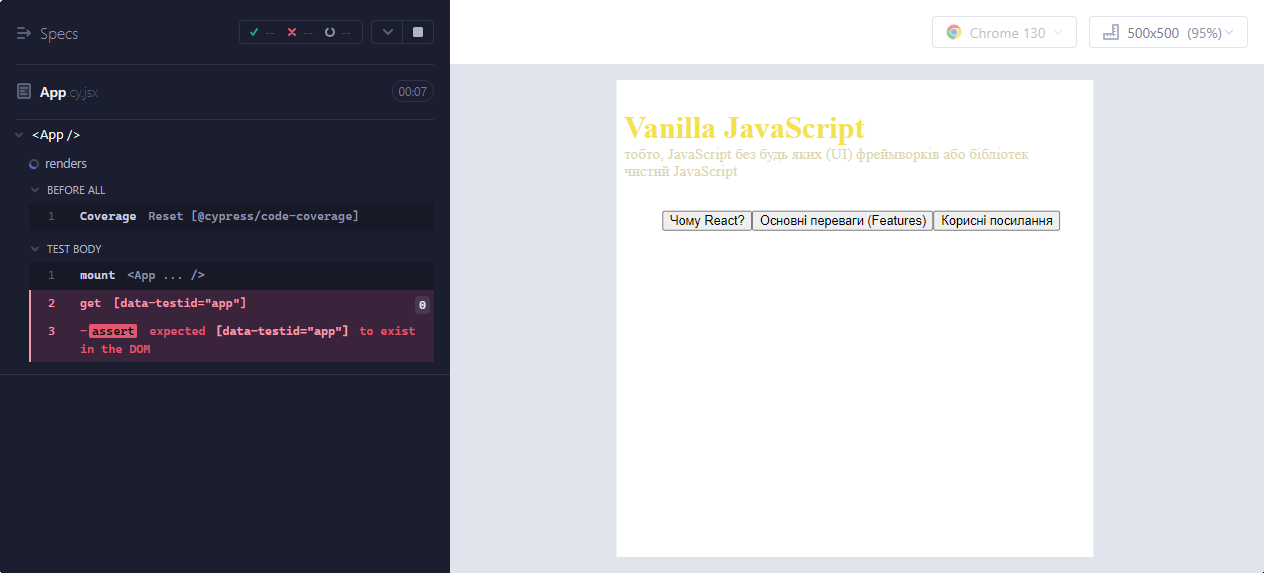 Specs
-- -- --
App.cy.jsx
00:07
<App />
renders
BEFORE ALL
1 Coverage Reset [@cypress/code-coverage]
TEST BODY
1 mount <App ... />
2 get [data-testid="app"] 0
3 -assert expected [data-testid="app"] to exist
in the DOM
Chrome 130
500x500 (95%)
Vanilla JavaScript
тобто, JavaScript без будь яких (UI) фреймворків або бібліотек
чистий JavaScript
Чому React? Основні переваги (Features) Корисні посилання